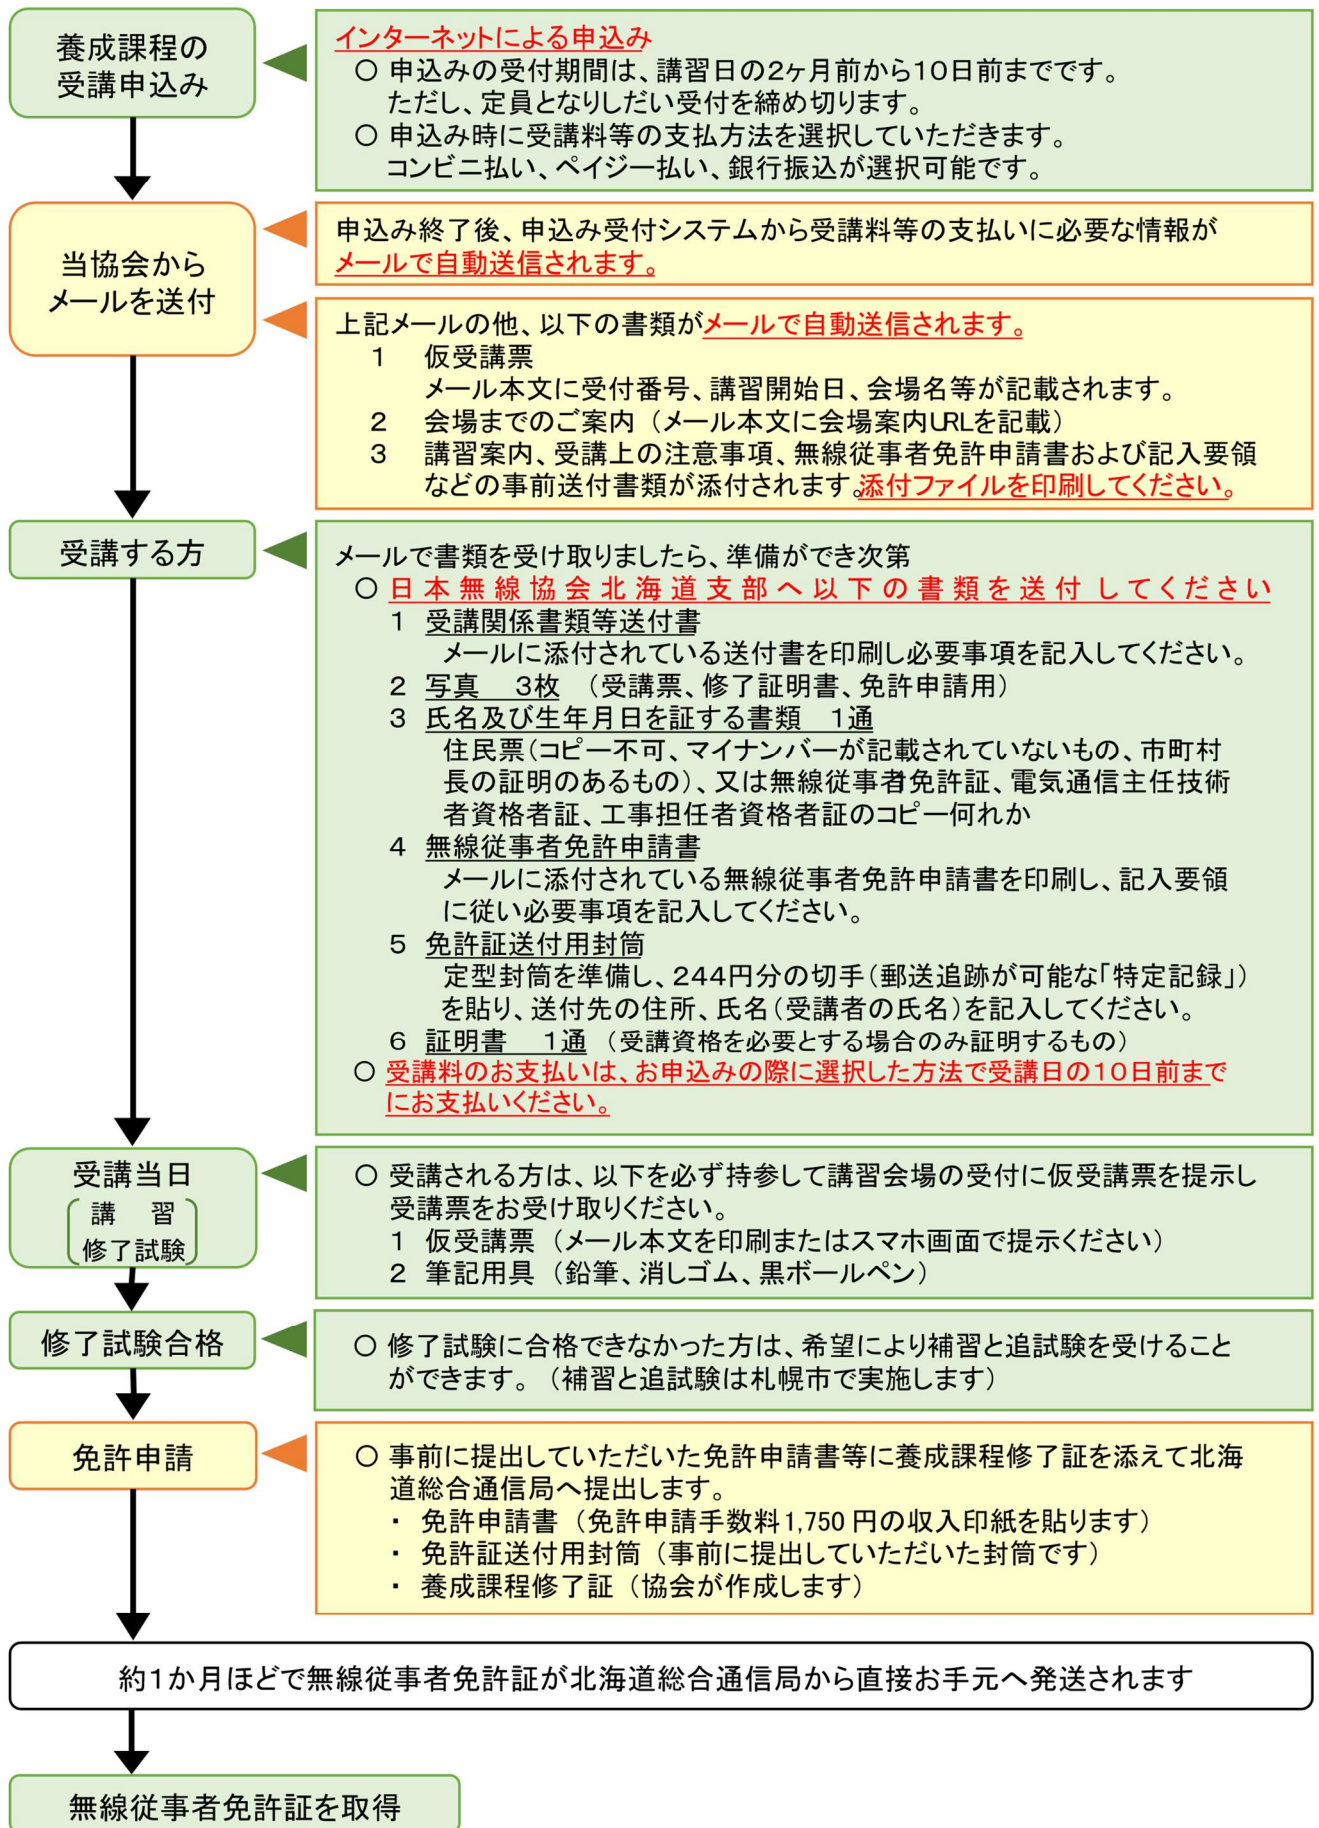 養成課程の
受講申込み
インターネットによる申込み
○ 申込みの受付期間は、講習日の2ヶ月前から10日前までです。
ただし、定員となりしだい受付を締め切ります。
○ 申込み時に受講料等の支払方法を選択していただきます。
コンビニ払い、ペイジー払い、銀行振込が選択可能です。
当協会から
メールを送付
申込み終了後、申込み受付システムから受講料等の支払いに必要な情報が
メールで自動送信されます。
上記メールの他、以下の書類がメールで自動送信されます。
1 仮受講票
メール本文に受付番号、講習開始日、会場名等が記載されます。
2 会場までのご案内（メール本文に会場案内URLを記載）
3 講習案内、受講上の注意事項、無線従事者免許申請書および記入要領
などの事前送付書類が添付されます。添付ファイルを印刷してください。
受講する方
メールで書類を受け取りましたら、準備ができ次第
○ 日本無線協会北海道支部へ以下の書類を送付してください
1 受講関係書類等送付書
メールに添付されている送付書を印刷し必要事項を記入してください。
2 写真 3枚 （受講票、修了証明書、免許申請用）
3 氏名及び生年月日を証する書類 1通
住民票（コピー不可、マイナンバーが記載されていないもの、市町村
長の証明のあるもの）、又は無線従事者免許証、電気通信主任技術
者資格者証、工事担任者資格者証のコピー何れか
4 無線従事者免許申請書
メールに添付されている無線従事者免許申請書を印刷し、記入要領
に従い必要事項を記入してください。
5 免許証送付用封筒
定型封筒を準備し、244円分の切手（郵送追跡が可能な「特定記録」）
を貼り、送付先の住所、氏名（受講者の氏名）を記入してください。
6 証明書 1通 （受講資格を必要とする場合のみ証明するもの）
○ 受講料のお支払いは、お申込みの際に選択した方法で受講日の10日前まで
にお支払いください。
受講当日
講 習
修了試験
○ 受講される方は、以下を必ず持参して講習会場の受付に仮受講票を提示し
受講票をお受け取りください。
1 仮受講票（メール本文を印刷またはスマホ画面で提示ください）
2 筆記用具（鉛筆、消しゴム、黒ボールペン）
修了試験合格
○ 修了試験に合格できなかった方は、希望により補習と追試験を受けること
ができます。（補習と追試験は札幌市で実施します）
免許申請
○ 事前に提出していただいた免許申請書等に養成課程修了証を添えて北海
道総合通信局へ提出します。
・ 免許申請書（免許申請手数料1,750円の収入印紙を貼ります）
・ 免許証送付用封筒（事前に提出していただいた封筒です）
・ 養成課程修了証（協会が作成します）
約1か月ほどで無線従事者免許証が北海道総合通信局から直接お手元へ発送されます
無線従事者免許証を取得